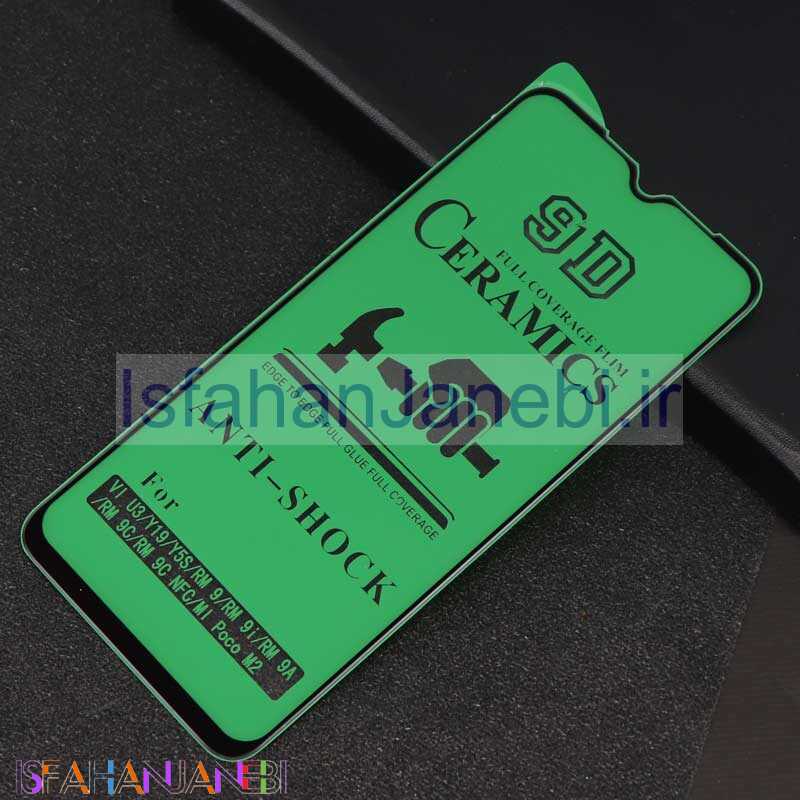 9D
FULL COVERAGE FLIM
CERAMICS
IsfahanJanebi.ir
EDGE TO EDGE FULL GLUE FULL COVERAGE
ANTI-SHOCK
For
VI U3/Y19/Y5S/RM 9/RM 9i/RM 9A
/RM 9C/RM 9C NFC/MI Poco M2
ISFAHANJANEBI